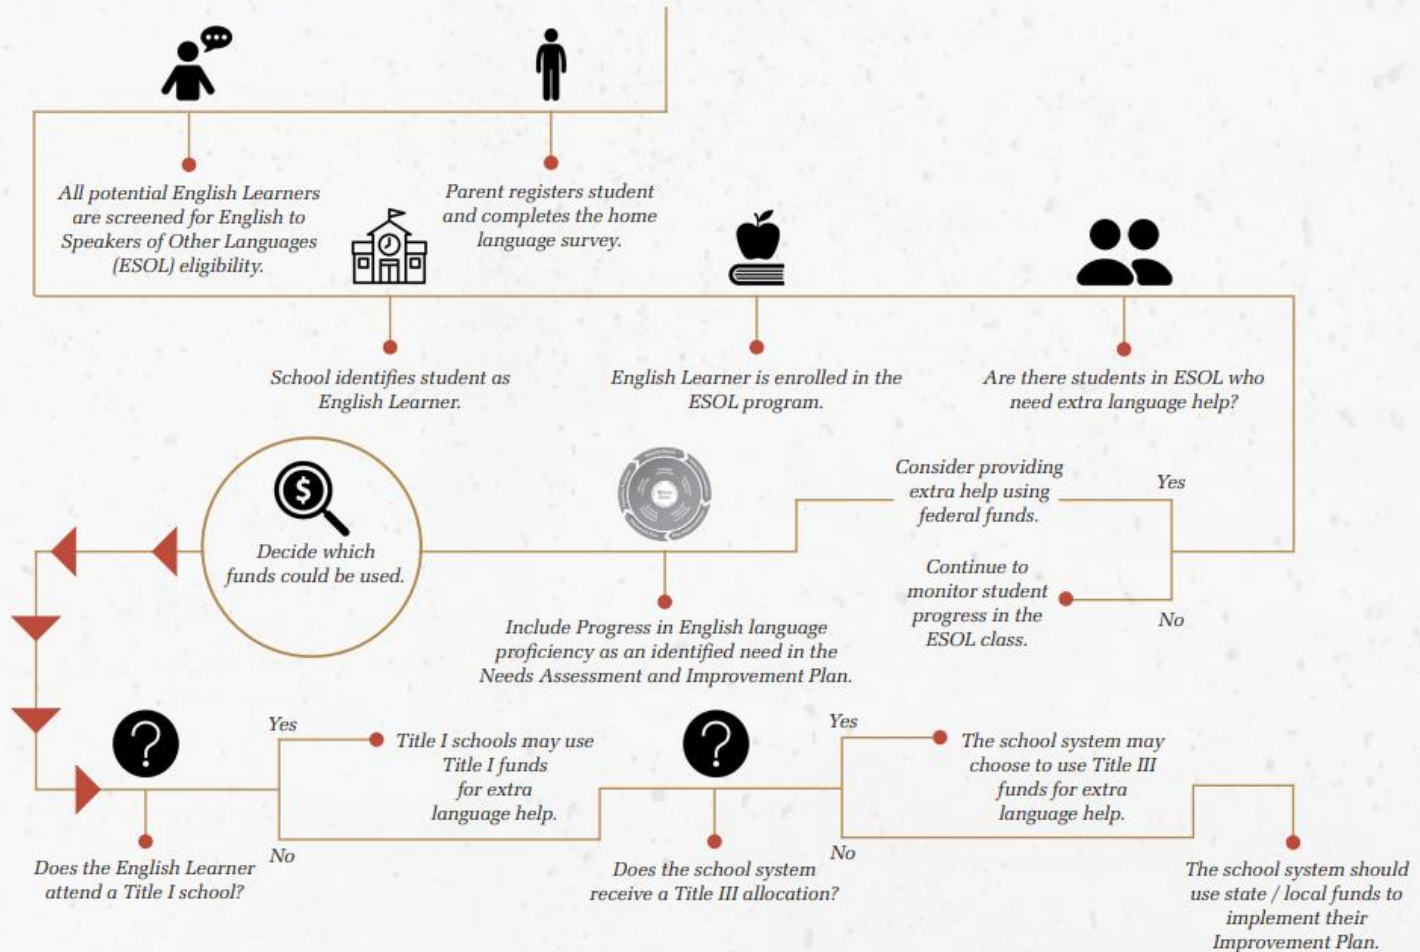 All potential English Learners
are screened for English to
Speakers of Other Languages
(ESOL) eligibility.
Parent registers student
and completes the home
language survey.
School identifies student as
English Learner.
English Learner is enrolled in the
ESOL program.
Are there students in ESOL who
need extra language help?
Consider providing
extra help using
federal funds.
Yes
Continue to
monitor student
progress in the
ESOL class.
No
Include Progress in English language
proficiency as an identified need in the
Needs Assessment and Improvement Plan.
$
Decide which
funds could be used.
?
Does the English Learner
attend a Title I school?
Yes
Title I schools may use
Title I funds
for extra
language help.
No
?
Does the school system
receive a Title III allocation?
Yes
The school system may
choose to use Title III
funds for extra
language help.
No
The school system should
use state / local funds to
implement their
Improvement Plan.